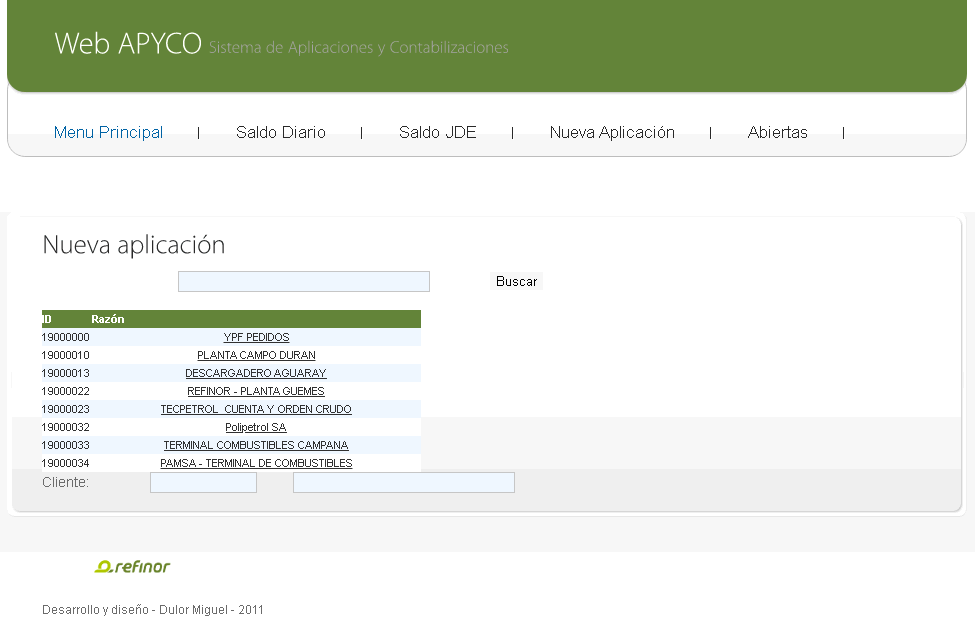 Web APYCO Sistema de Aplicaciones y Contabilizaciones
Menu Principal | Saldo Diario | Saldo JDE | Nueva Aplicación | Abiertas |
Nueva aplicación
Buscar
ID Razón
19000000 YPF PEDIDOS
19000010 PLANTA CAMPO DURAN
19000013 DESCARGADERO AGUARAY
19000022 REFINOR - PLANTA GUEMES
19000023 TECPETROL CUENTA Y ORDEN CRUDO
19000032 Polipetrol SA
19000033 TERMINAL COMBUSTIBLES CAMPANA
19000034 PAMSA - TERMINAL DE COMBUSTIBLES
Cliente:
refinor
Desarrollo y diseño - Dulor Miguel - 2011